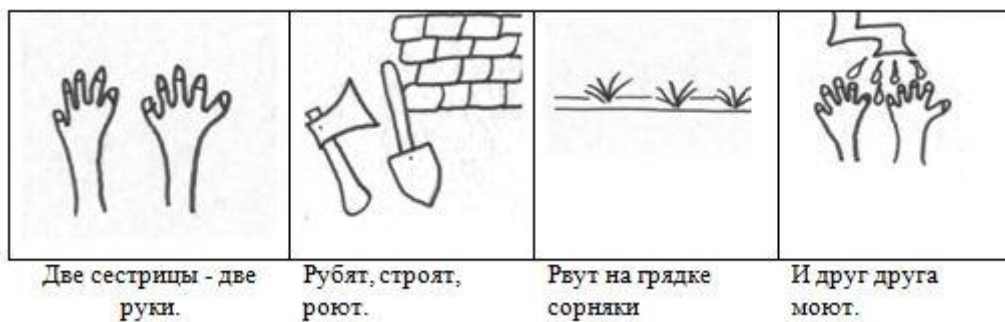 Две сестрицы - две
руки.
Рубят, строят,
роют.
Рвут на грядке
сорняки
И друг друга
моют.